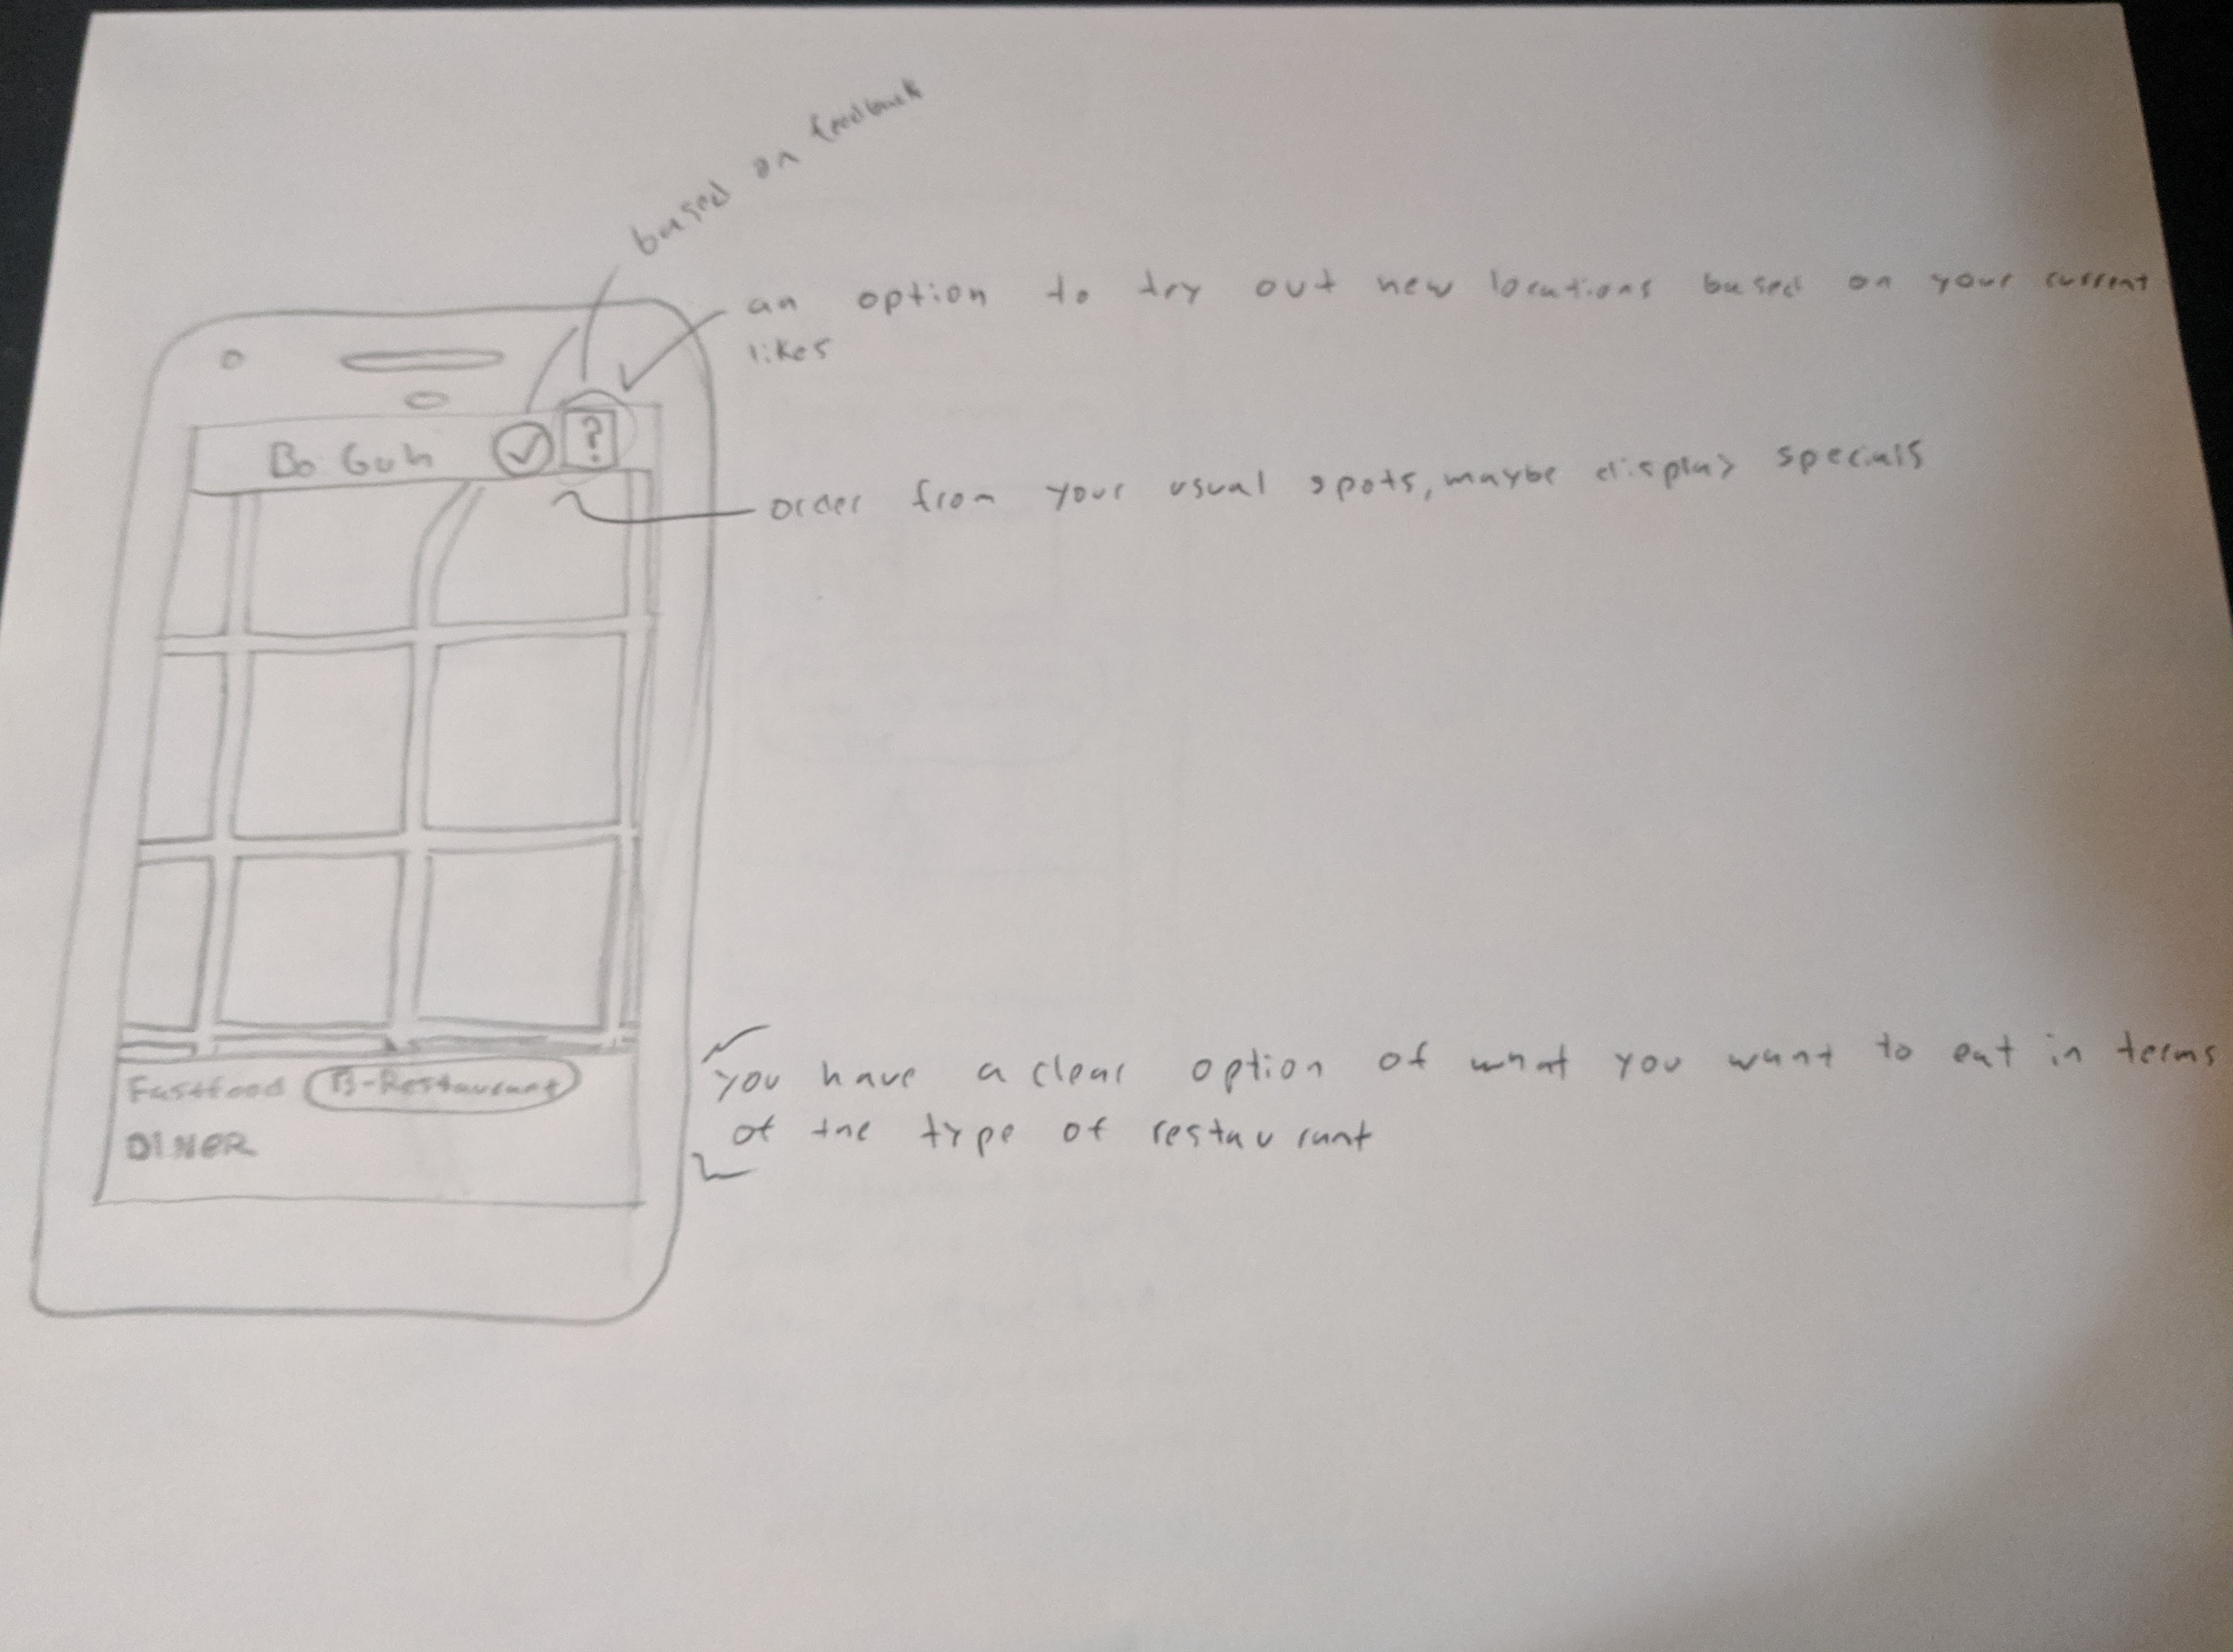 based on feedback
an option to try out new locations based on your current
likes
Bo Guh ?
order from your usual spots, maybe display specials
Fastfood B-Restaurant
DINER
you have a clear option of what you want to eat in terms
of the type of restaurant